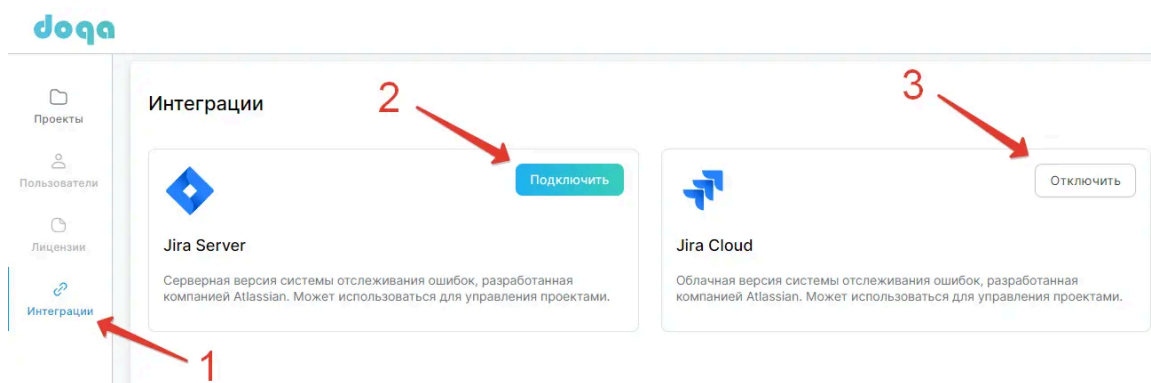 doqa
Проекты
Пользователи
Лицензии
Интеграции
1
Интеграции
2
3
Подключить
Jira Server
Серверная версия системы отслеживания ошибок, разработанная
компанией Atlassian. Может использоваться для управления проектами.
Отключить
Jira Cloud
Облачная версия системы отслеживания ошибок, разработанная
компанией Atlassian. Может использоваться для управления проектами.